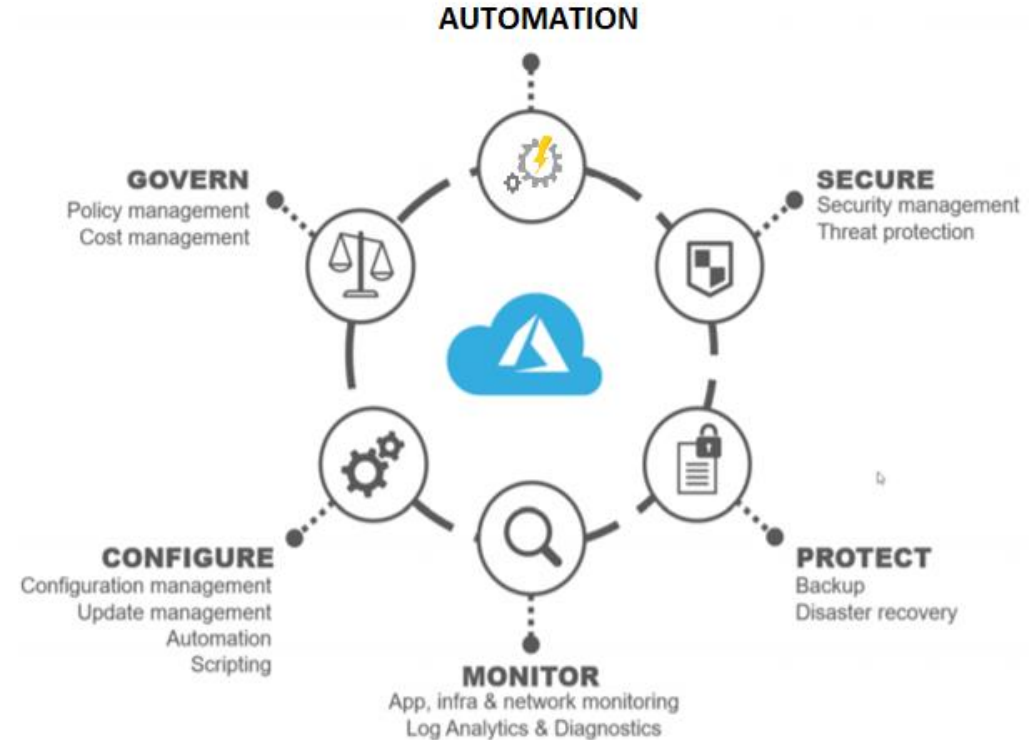 AUTOMATION
GOVERN
Policy management
Cost management
SECURE
Security management
Threat protection
CONFIGURE
Configuration management
Update management
Automation
Scripting
PROTECT
Backup
Disaster recovery
MONITOR
App, infra & network monitoring
Log Analytics & Diagnostics